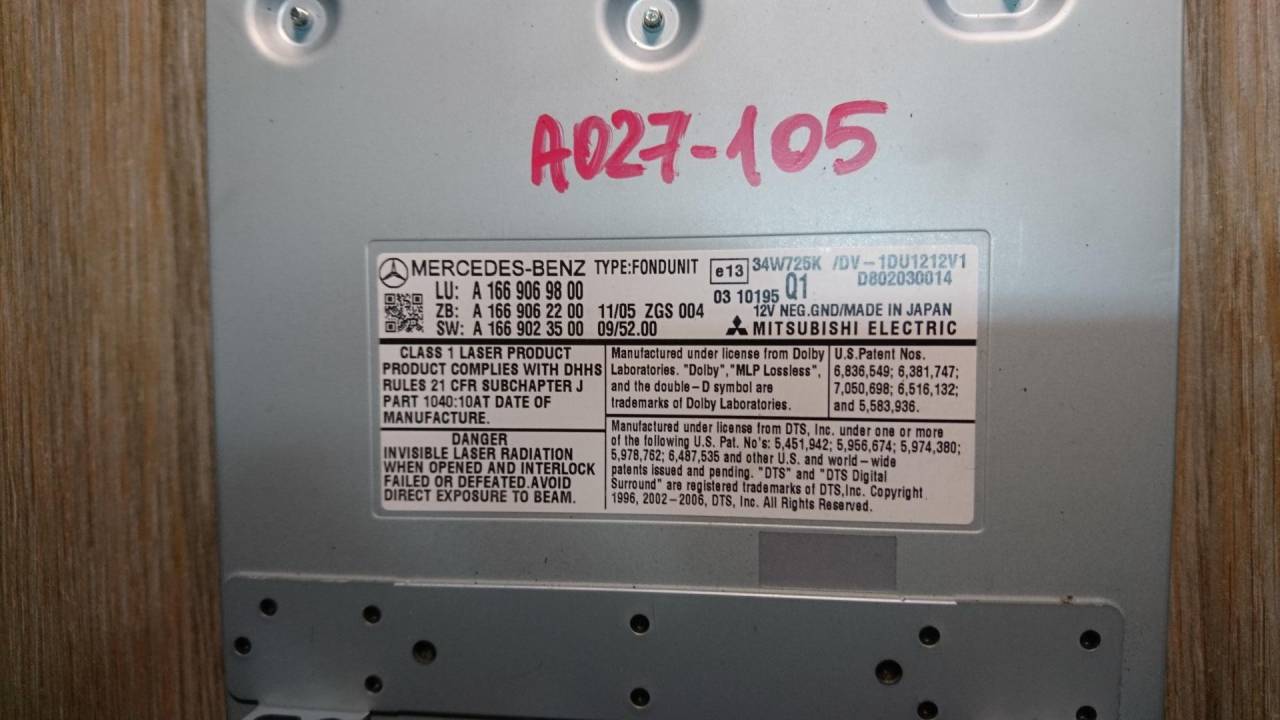 A027-105
MERCEDES-BENZ TYPE:FONDUNIT e13 34W725K /DV-1DU1212V1
D802030014
LU: A 166 906 98 00
03 10195 Q1
ZB: A 166 906 22 00 11/05 ZGS 004 12V NEG.GND/MADE IN JAPAN
SW: A 166 902 35 00 09/52.00 MITSUBISHI ELECTRIC
CLASS 1 LASER PRODUCT
PRODUCT COMPLIES WITH DHHS
RULES 21 CFR SUBCHAPTER J
PART 1040:10AT DATE OF
MANUFACTURE.
Manufactured under license from Dolby
Laboratories. "Dolby","MLP Lossless",
and the double-D symbol are
trademarks of Dolby Laboratories.
U.S.Patent Nos.
6,836,549; 6,381,747;
7,050,698; 6,516,132;
and 5,583,936.
DANGER
INVISIBLE LASER RADIATION
WHEN OPENED AND INTERLOCK
FAILED OR DEFEATED.AVOID
DIRECT EXPOSURE TO BEAM.
Manufactured under license from DTS, Inc. under one or more
of the following U.S. Pat. No's: 5,451,942; 5,956,674; 5,974,380;
5,978,762; 6,487,535 and other U.S. and world-wide
patents issued and pending. "DTS" and "DTS Digital
Surround" are registered trademarks of DTS,Inc. Copyright
1996, 2002-2006, DTS, Inc. All Rights Reserved.